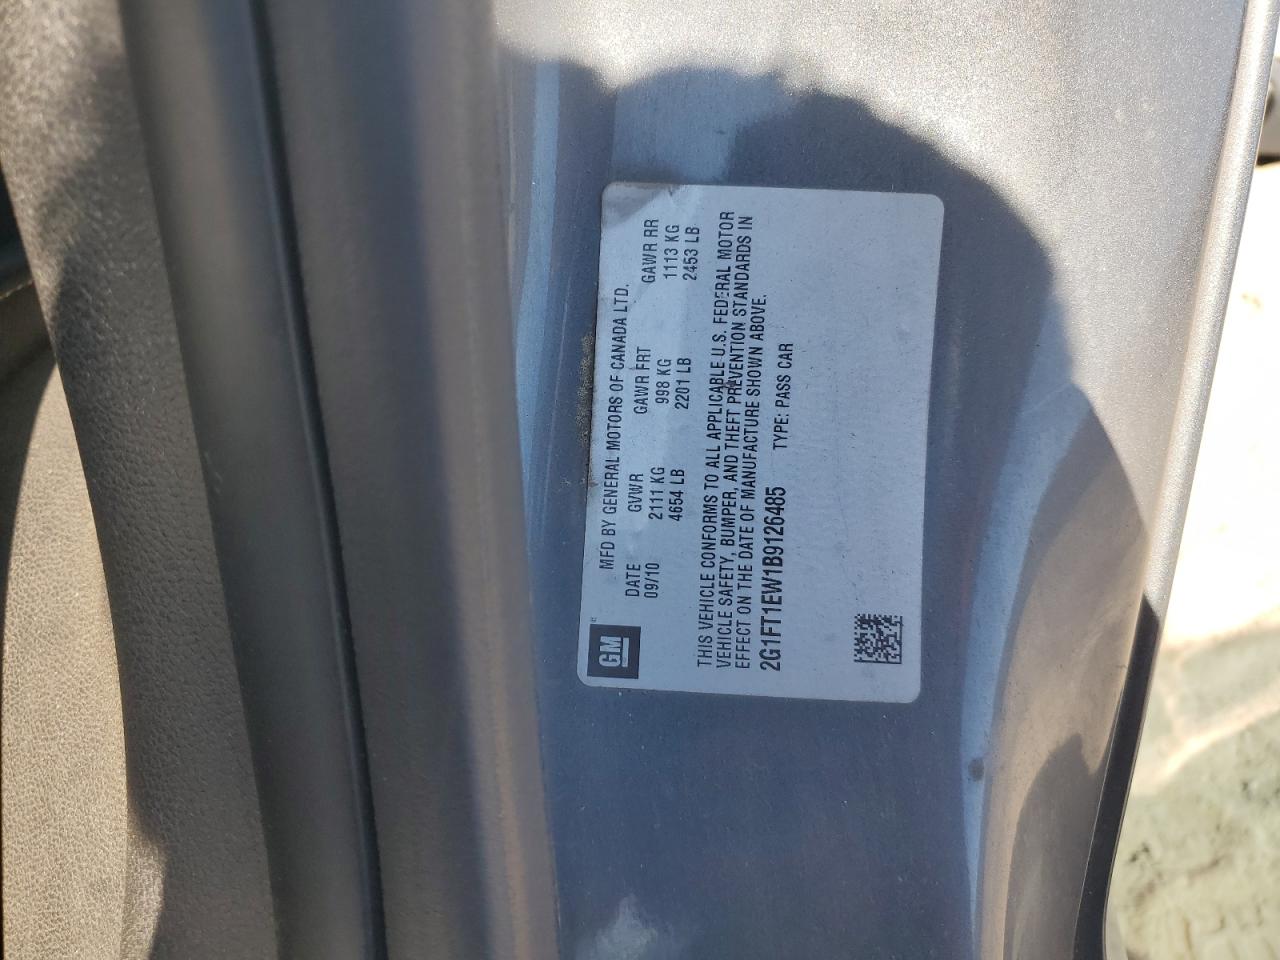 GM
MFD BY GENERAL MOTORS OF CANADA LTD.
DATE GVWR GAWR FRT GAWR RR
09/10 2111 KG 998 KG 1113 KG
4654 LB 2201 LB 2453 LB
THIS VEHICLE CONFORMS TO ALL APPLICABLE U.S. FEDERAL MOTOR
VEHICLE SAFETY, BUMPER, AND THEFT PREVENTION STANDARDS IN
EFFECT ON THE DATE OF MANUFACTURE SHOWN ABOVE.
2G1FT1EW1B9126485 TYPE: PASS CAR